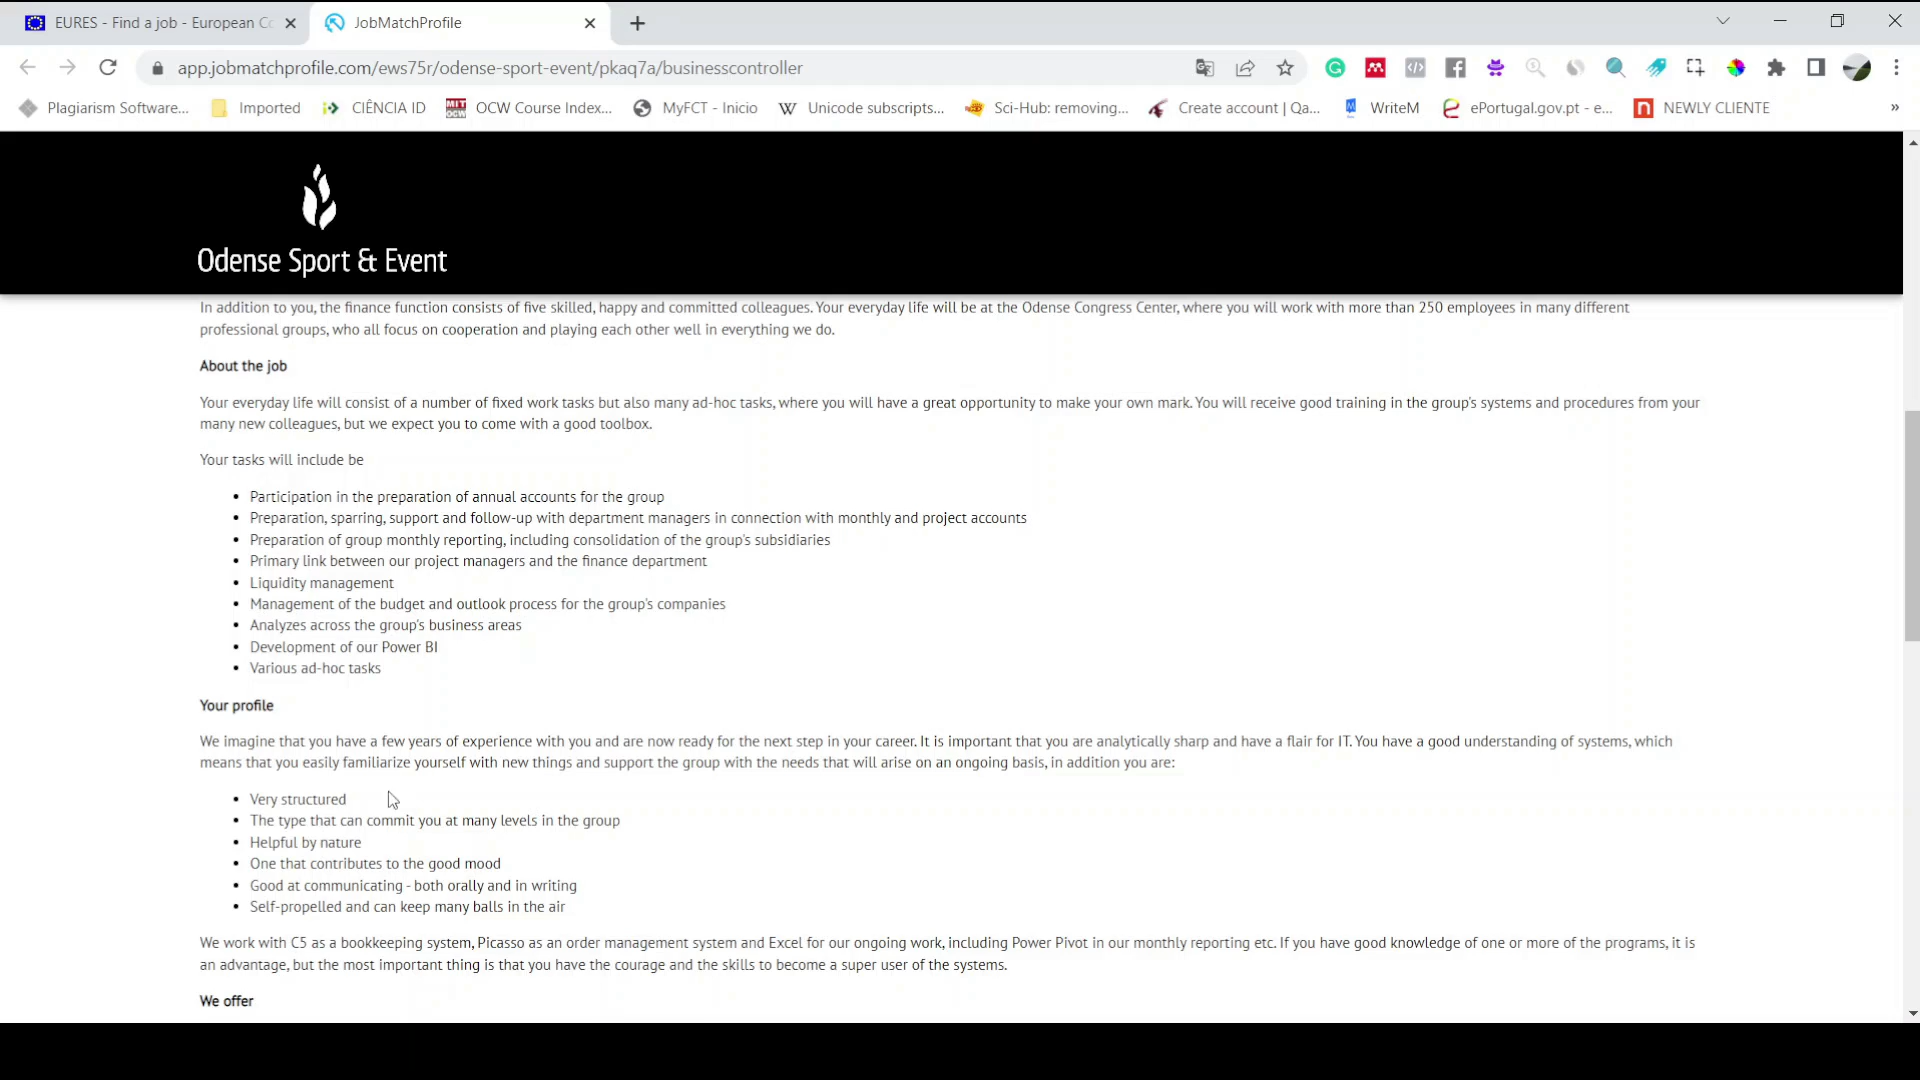 EURES - Find a job - European Co
JobMatchProfile
app.jobmatchprofile.com/ews75r/odense-sport-event/pkaq7a/businesscontroller
Plagiarism Software...
Imported
CIÊNCIA ID
MIT OCW
OCW Course Index...
MyFCT - Inicio
Unicode subscripts...
Sci-Hub: removing...
Create account | Qa...
WriteM
ePortugal.gov.pt - e...
NEWLY CLIENTE
Odense Sport & Event
In addition to you, the finance function consists of five skilled, happy and committed colleagues. Your everyday life will be at the Odense Congress Center, where you will work with more than 250 employees in many different
professional groups, who all focus on cooperation and playing each other well in everything we do.
About the job
Your everyday life will consist of a number of fixed work tasks but also many ad-hoc tasks, where you will have a great opportunity to make your own mark. You will receive good training in the group's systems and procedures from your
many new colleagues, but we expect you to come with a good toolbox.
Your tasks will include be
• Participation in the preparation of annual accounts for the group
• Preparation, sparring, support and follow-up with department managers in connection with monthly and project accounts
• Preparation of group monthly reporting, including consolidation of the group's subsidiaries
• Primary link between our project managers and the finance department
• Liquidity management
• Management of the budget and outlook process for the group's companies
• Analyzes across the group's business areas
• Development of our Power BI
• Various ad-hoc tasks
Your profile
We imagine that you have a few years of experience with you and are now ready for the next step in your career. It is important that you are analytically sharp and have a flair for IT. You have a good understanding of systems, which
means that you easily familiarize yourself with new things and support the group with the needs that will arise on an ongoing basis, in addition you are:
• Very structured
• The type that can commit you at many levels in the group
• Helpful by nature
• One that contributes to the good mood
• Good at communicating - both orally and in writing
• Self-propelled and can keep many balls in the air
We work with C5 as a bookkeeping system, Picasso as an order management system and Excel for our ongoing work, including Power Pivot in our monthly reporting etc. If you have good knowledge of one or more of the programs, it is
an advantage, but the most important thing is that you have the courage and the skills to become a super user of the systems.
We offer